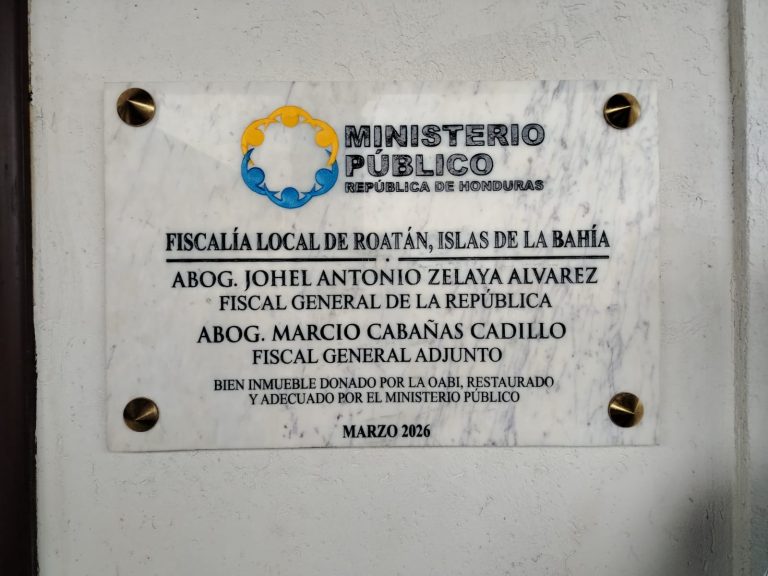 MINISTERIO
PÚBLICO
REPÚBLICA DE HONDURAS
FISCALÍA LOCAL DE ROATÁN, ISLAS DE LA BAHÍA
ABOG. JOHEL ANTONIO ZELAYA ALVAREZ
FISCAL GENERAL DE LA REPÚBLICA
ABOG. MARCIO CABAÑAS CADILLO
FISCAL GENERAL ADJUNTO
BIEN INMUEBLE DONADO POR LA OABI, RESTAURADO
Y ADECUADO POR EL MINISTERIO PÚBLICO
MARZO 2026